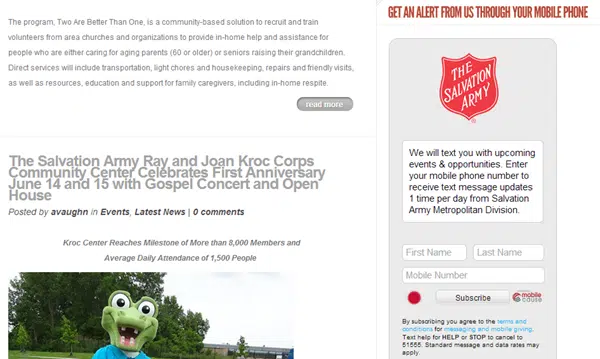 The program, Two Are Better Than One, is a community-based solution to recruit and train
volunteers from area churches and organizations to provide in-home help and assistance for
people who are either caring for aging parents (60 or older) or seniors raising their grandchildren.
Direct services will include transportation, light chores and housekeeping, repairs and friendly visits,
as well as resources, education and support for family caregivers, including in-home respite.
read more
The Salvation Army Ray and Joan Kroc Corps
Community Center Celebrates First Anniversary
June 14 and 15 with Gospel Concert and Open
House
Posted by avaughn in Events, Latest News | 0 comments
Kroc Center Reaches Milestone of More than 8,000 Members and
Average Daily Attendance of 1,500 People
GET AN ALERT FROM US THROUGH YOUR MOBILE PHONE
THE
SALVATION
ARMY
We will text you with upcoming
events & opportunities. Enter
your mobile phone number to
receive text message updates
1 time per day from Salvation
Army Metropolitan Division.
First Name Last Name
Mobile Number
Subscribe
mobile
cause
By subscribing you agree to the terms and
conditions for messaging and mobile giving.
Text help for HELP or STOP to cancel to
51555. Standard message and data rates may
apply.